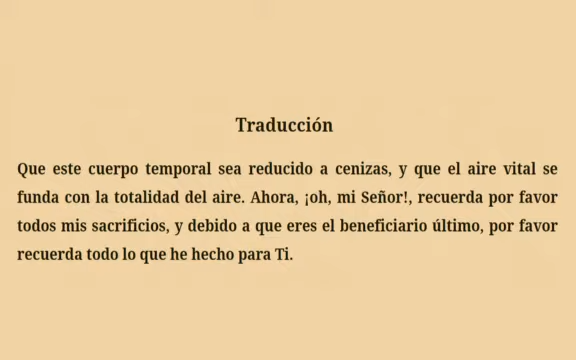 Traducción
Que este cuerpo temporal sea reducido a cenizas, y que el aire vital se
funda con la totalidad del aire. Ahora, ¡oh, mi Señor!, recuerda por favor
todos mis sacrificios, y debido a que eres el beneficiario último, por favor
recuerda todo lo que he hecho para Ti.